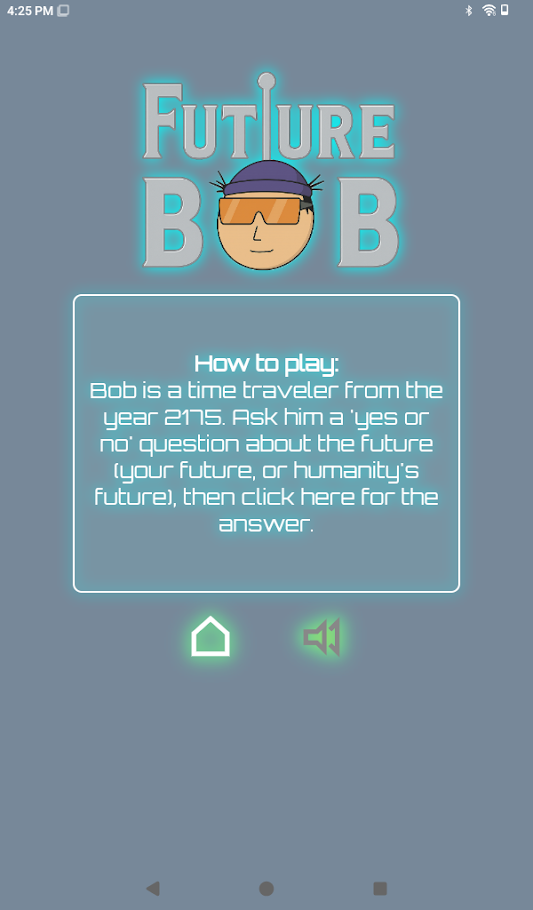 4:25 PM
FUTURE
BOB
How to play:
Bob is a time traveler from the
year 2175. Ask him a 'yes or
no' question about the future
(your future, or humanity's
future), then click here for the
answer.